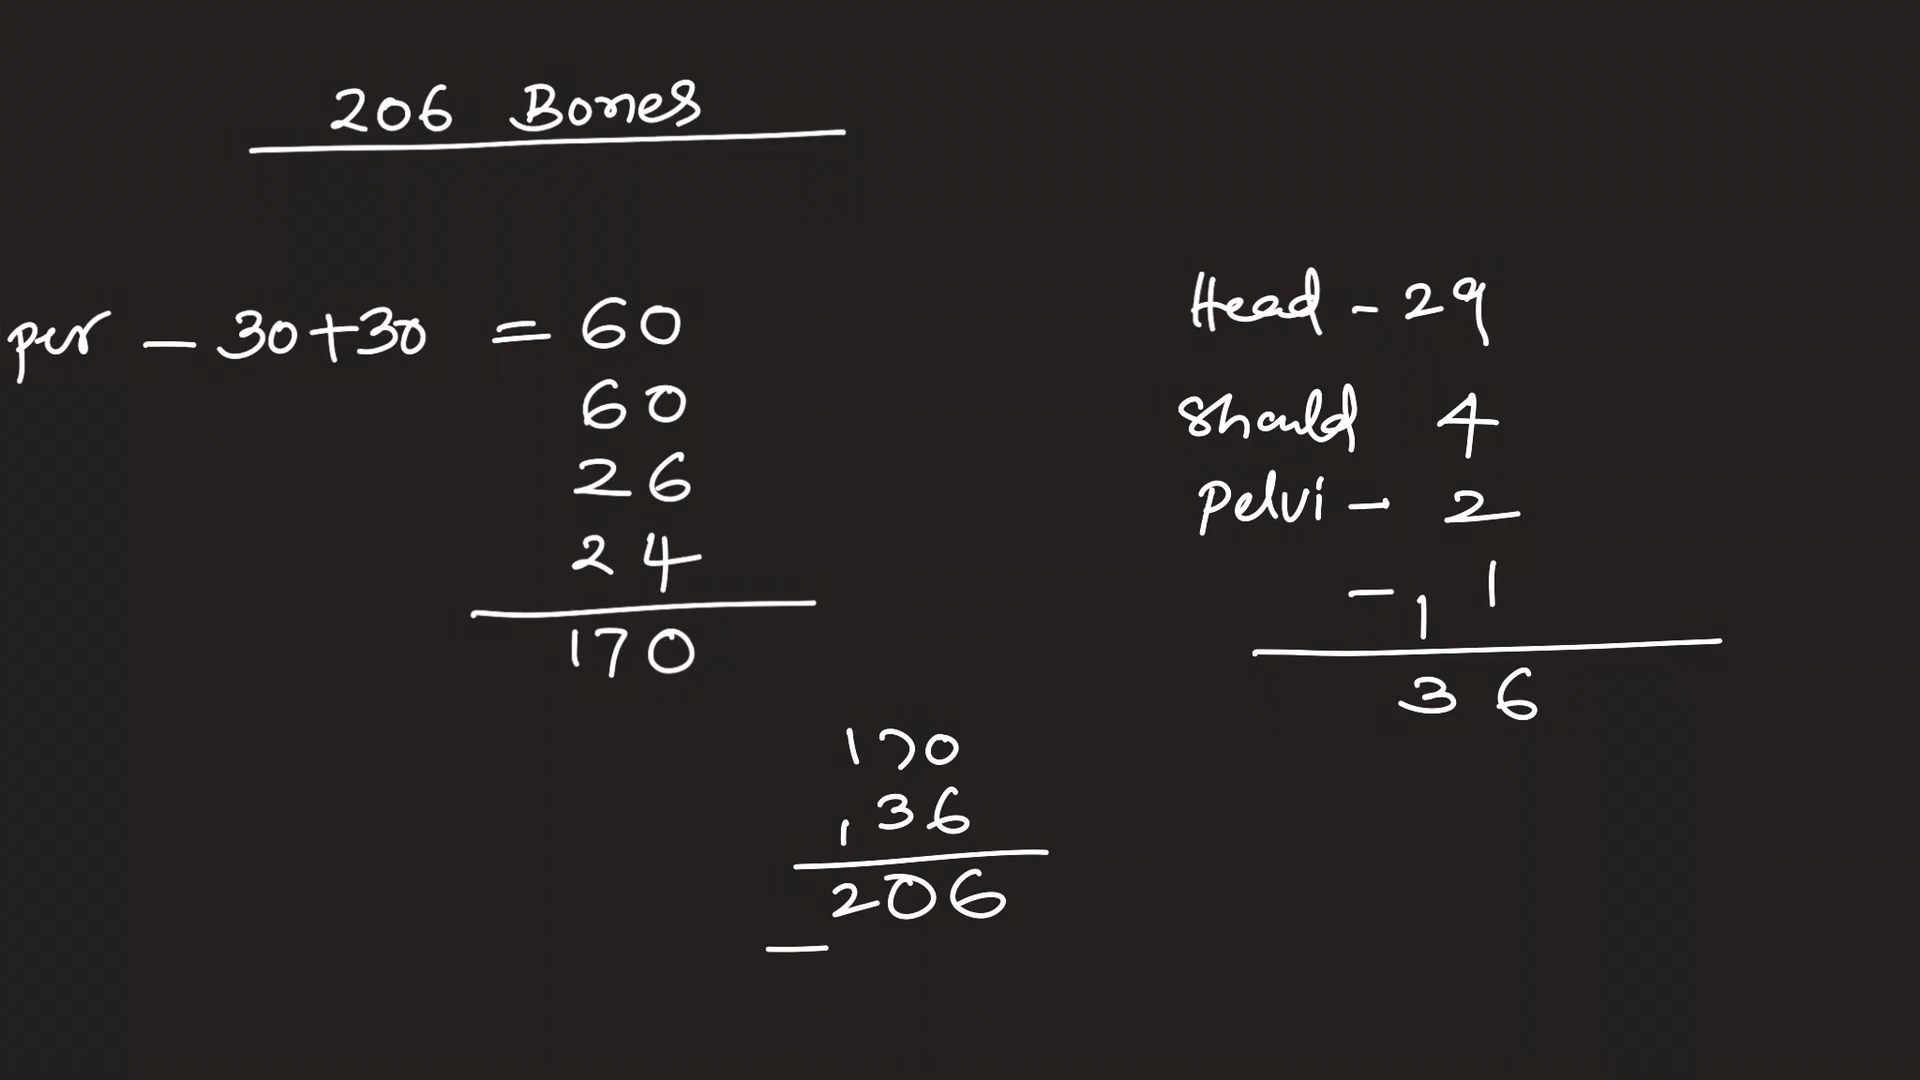 206 Bones
per - 30+30 = 60
60
26
24
170
Head - 29
should 4
pelvi - 2
- 1 1
36
170
1 36
206